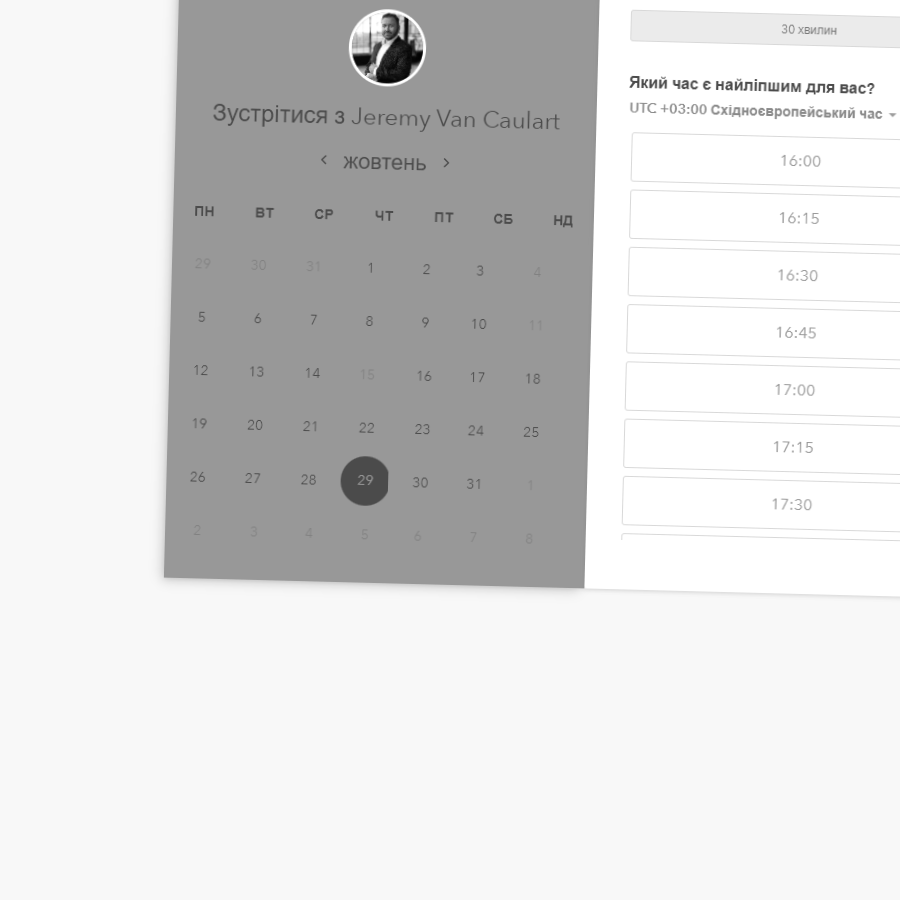 Зустрітися з Jeremy Van Caulart
жовтень
ПН ВТ СР ЧТ ПТ СБ НД
29 30 31 1 2 3 4
5 6 7 8 9 10 11
12 13 14 15 16 17 18
19 20 21 22 23 24 25
26 27 28 29 30 31 1
2 3 4 5 6 7 8
30 хвилин
Який час є найліпшим для вас?
UTC +03:00 Східноєвропейський час
16:00
16:15
16:30
16:45
17:00
17:15
17:30